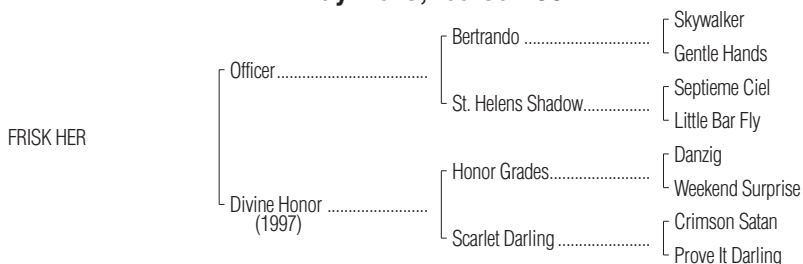 Skywalker
Bertrando ........................
Gentle Hands
Officer.............................
Septieme Ciel
St. Helens Shadow.................
Little Bar Fly
FRISK HER
Danzig
Honor Grades.........................
Weekend Surprise
Divine Honor ...................
(1997)
Crimson Satan
Scarlet Darling .......................
Prove It Darling